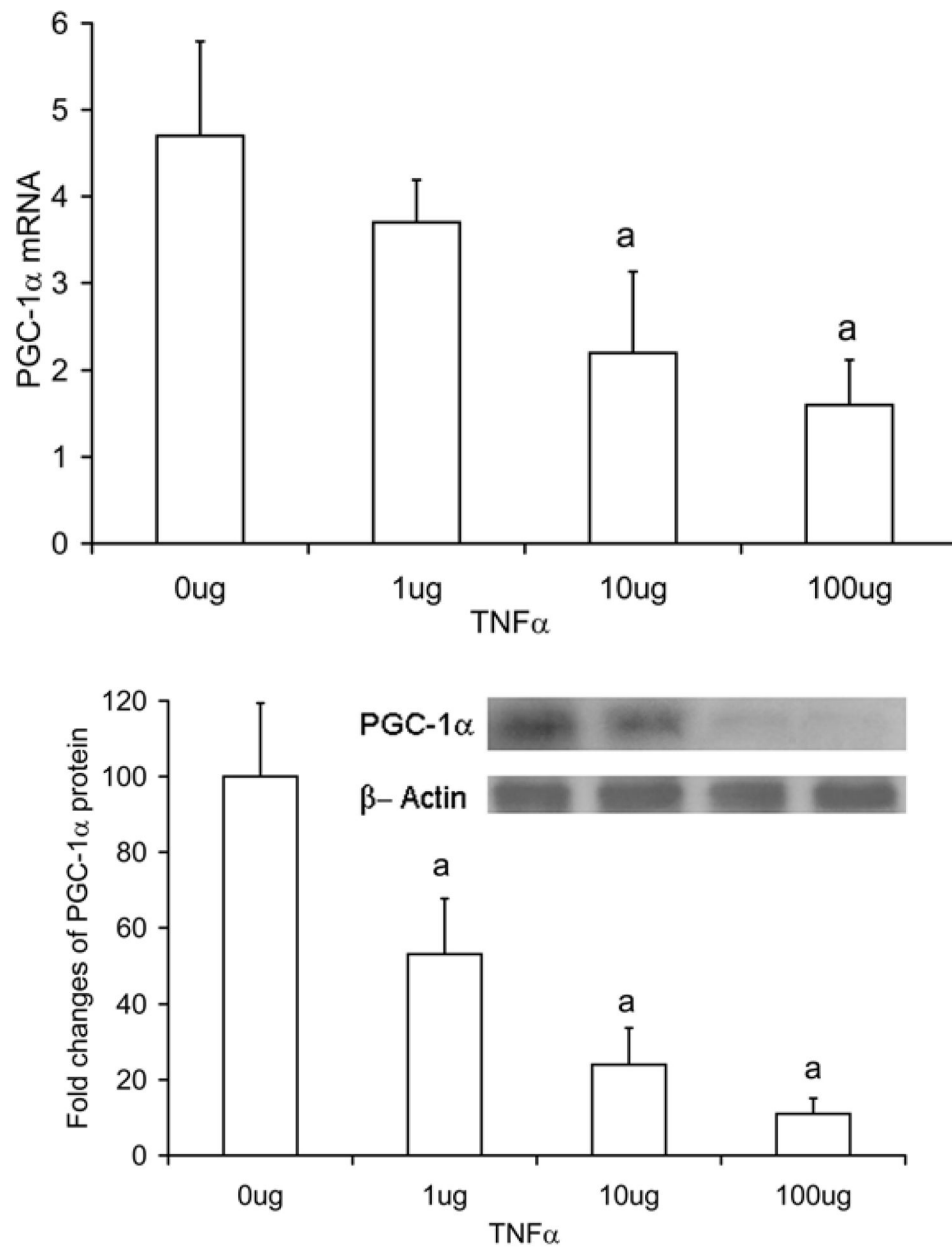 6
5
4
3
2
1
0
PGC-1α mRNA
a
a
0ug 1ug 10ug 100ug
TNFα
120
100
80
60
40
20
0
Fold changes of PGC-1α protein
PGC-1α
β– Actin
a
a
a
0ug 1ug 10ug 100ug
TNFα